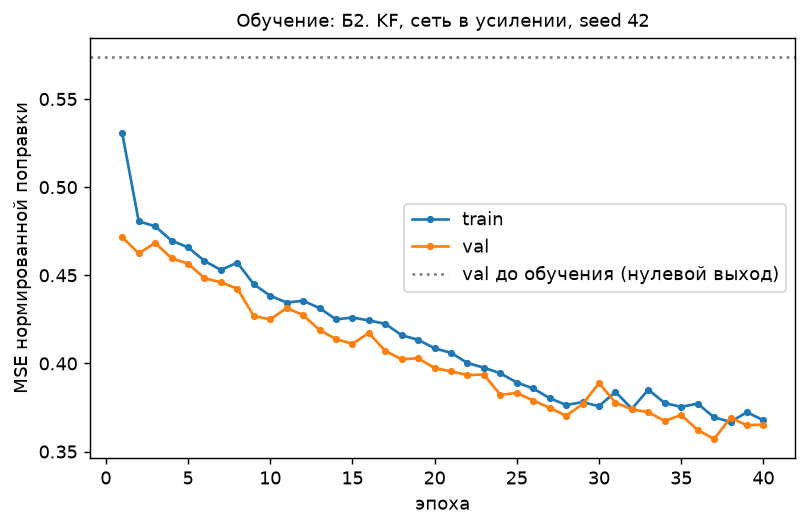 Обучение: Б2. KF, сеть в усилении, seed 42
MSE нормированной поправки
0.55
0.50
0.45
0.40
0.35
train
val
val до обучения (нулевой выход)
0
5
10
15
20
25
30
35
40
эпоха